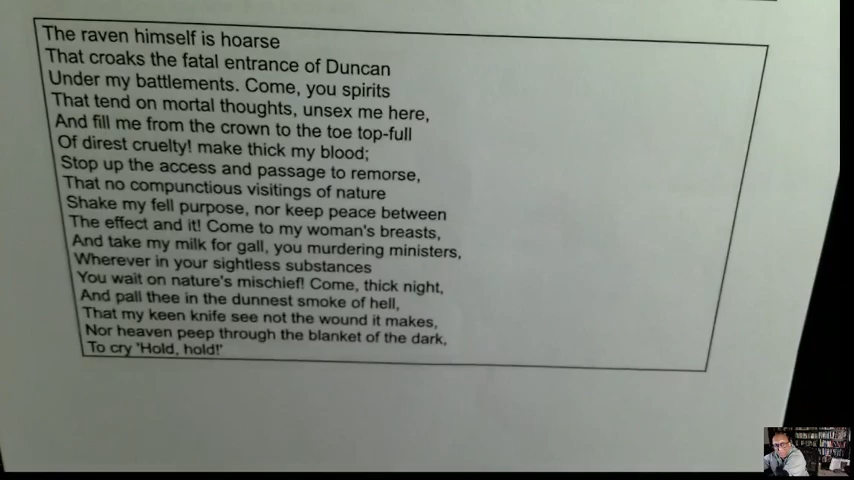 The raven himself is hoarse
That croaks the fatal entrance of Duncan
Under my battlements. Come, you spirits
That tend on mortal thoughts, unsex me here,
And fill me from the crown to the toe top-full
Of direst cruelty! make thick my blood;
Stop up the access and passage to remorse,
That no compunctious visitings of nature
Shake my fell purpose, nor keep peace between
The effect and it! Come to my woman's breasts,
And take my milk for gall, you murdering ministers,
Wherever in your sightless substances
You wait on nature's mischief! Come, thick night,
And pall thee in the dunnest smoke of hell,
That my keen knife see not the wound it makes,
Nor heaven peep through the blanket of the dark,
To cry 'Hold, hold!'